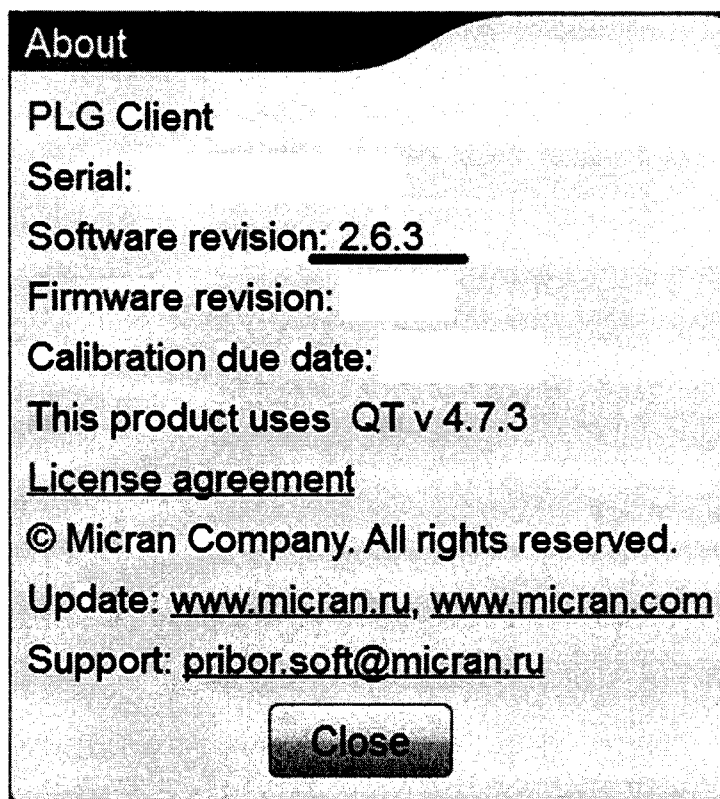 About
PLG Client
Serial:
Software revision: 2.6.3
Firmware revision:
Calibration due date:
This product uses  QT v 4.7.3
License agreement
© Micran Company. All rights reserved.
Update: www.micran.ru, www.micran.com
Support: pribor.soft@micran.ru
Close